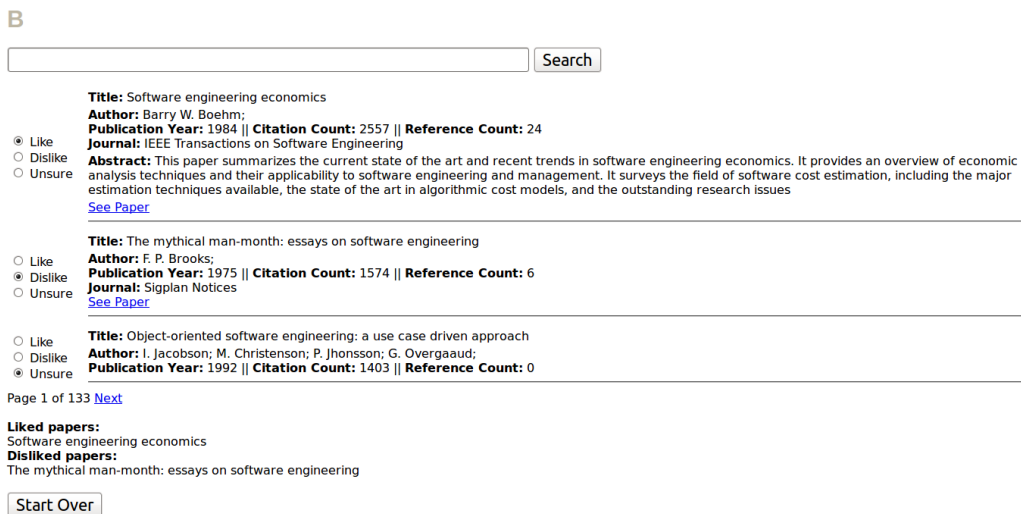 B
Search
Title: Software engineering economics
Author: Barry W. Boehm;
Publication Year: 1984 || Citation Count: 2557 || Reference Count: 24
Journal: IEEE Transactions on Software Engineering
Like
Dislike
Unsure
Abstract: This paper summarizes the current state of the art and recent trends in software engineering economics. It provides an overview of economic
analysis techniques and their applicability to software engineering and management. It surveys the field of software cost estimation, including the major
estimation techniques available, the state of the art in algorithmic cost models, and the outstanding research issues
See Paper
Title: The mythical man-month: essays on software engineering
Author: F. P. Brooks;
Publication Year: 1975 || Citation Count: 1574 || Reference Count: 6
Journal: Sigplan Notices
See Paper
Like
Dislike
Unsure
Title: Object-oriented software engineering: a use case driven approach
Author: I. Jacobson; M. Christenson; P. Jhonsson; G. Overgaaud;
Publication Year: 1992 || Citation Count: 1403 || Reference Count: 0
Like
Dislike
Unsure
Page 1 of 133 Next
Liked papers:
Software engineering economics
Disliked papers:
The mythical man-month: essays on software engineering
Start Over